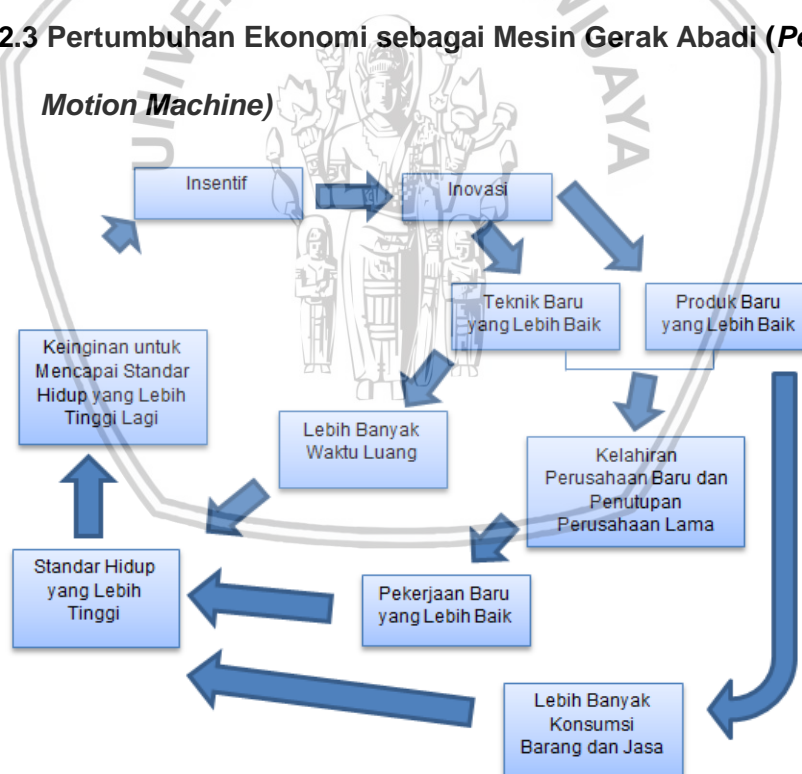 2.3 Pertumbuhan Ekonomi sebagai Mesin Gerak Abadi (Pe
Motion Machine)
UNIVE
WIJAYA
Insentif
Inovasi
Teknik Baru
yang Lebih Baik
Produk Baru
yang Lebih Baik
Keinginan untuk
Mencapai Standar
Hidup yang Lebih
Tinggi Lagi
Lebih Banyak
Waktu Luang
Kelahiran
Perusahaan Baru dan
Penutupan
Perusahaan Lama
Standar Hidup
yang Lebih
Tinggi
Pekerjaan Baru
yang Lebih Baik
Lebih Banyak
Konsumsi
Barang dan Jasa